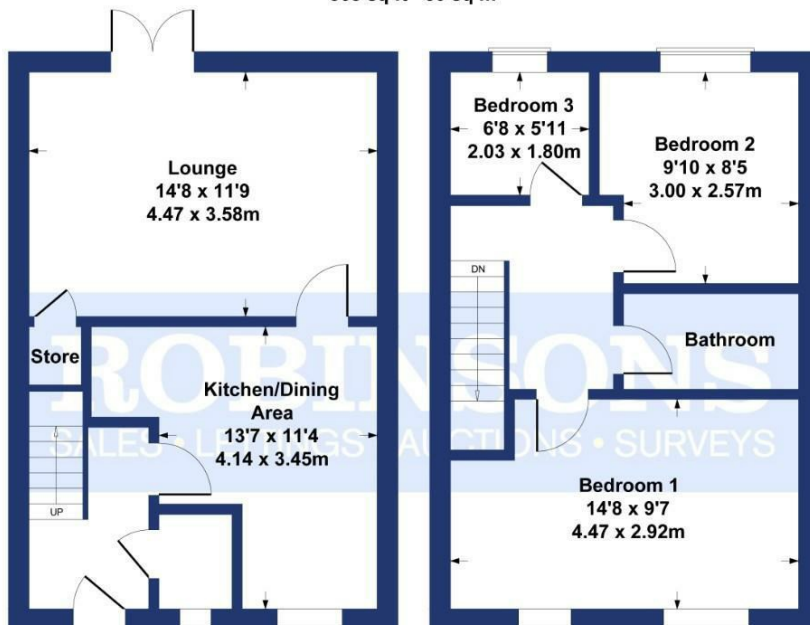 Lounge
14'8 x 11'9
4.47 x 3.58m
Store
Kitchen/Dining
Area
13'7 x 11'4
4.14 x 3.45m
UP
Bedroom 3
6'8 x 5'11
2.03 x 1.80m
Bedroom 2
9'10 x 8'5
3.00 x 2.57m
DN
Bathroom
Bedroom 1
14'8 x 9'7
4.47 x 2.92m
ROBINSONS
SALES • LETTINGS • AUCTIONS • SURVEYS